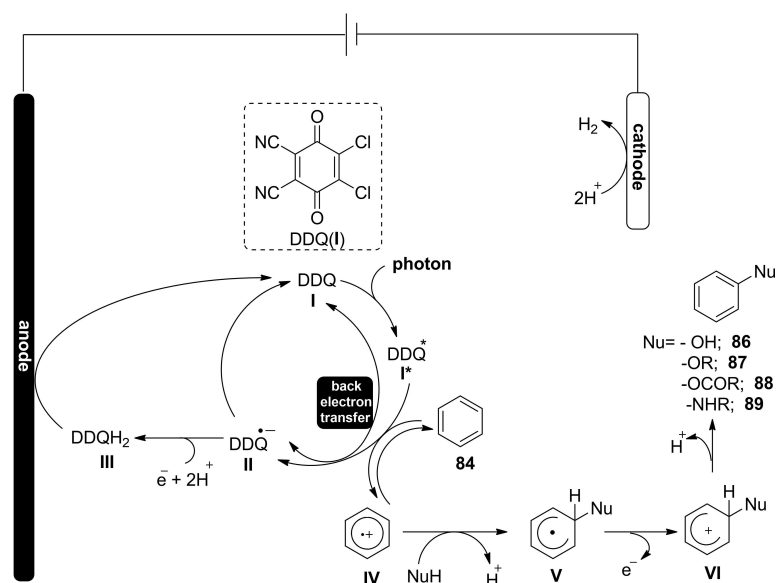 anode
cathode
H2
2H+
O
NC
Cl
NC
Cl
O
DDQ(I)
photon
DDQ
I
DDQ*
I*
back
electron
transfer
84
DDQH2
III
DDQ•−
II
e− + 2H+
•+
IV
NuH
H+
H
Nu
•
V
e−
H
Nu
+
VI
H+
Nu
Nu= - OH; 86
-OR; 87
-OCOR; 88
-NHR; 89